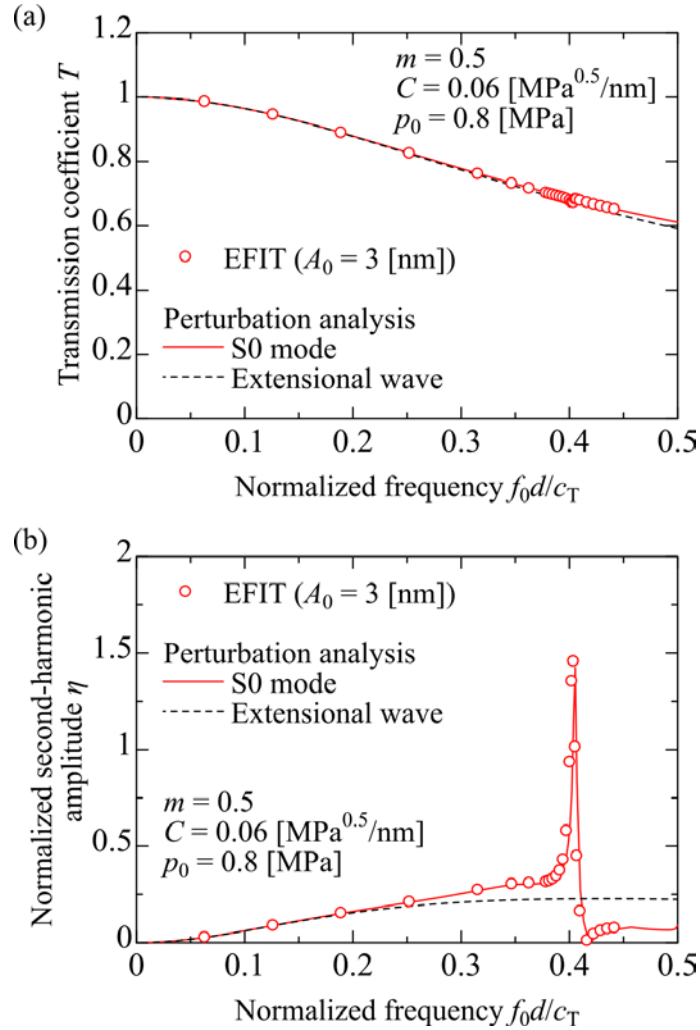 (a)
1.2
1
0.8
0.6
0.4
0.2
0
Transmission coefficient T
m = 0.5
C = 0.06 [MPa^0.5/nm]
p₀ = 0.8 [MPa]
EFIT (A₀ = 3 [nm])
Perturbation analysis
S0 mode
Extensional wave
0 0.1 0.2 0.3 0.4 0.5
Normalized frequency f₀d/c_T
(b)
2
1.5
1
0.5
0
Normalized second-harmonic
amplitude η
EFIT (A₀ = 3 [nm])
Perturbation analysis
S0 mode
Extensional wave
m = 0.5
C = 0.06 [MPa^0.5/nm]
p₀ = 0.8 [MPa]
0 0.1 0.2 0.3 0.4 0.5
Normalized frequency f₀d/c_T